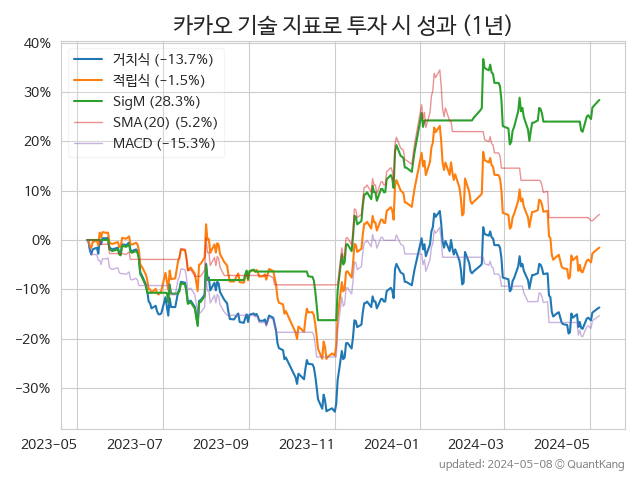 카카오 기술 지표로 투자 시 성과 (1년)
40%
30%
20%
10%
0%
−10%
−20%
−30%
거치식 (−13.7%)
적립식 (−1.5%)
SigM (28.3%)
SMA(20) (5.2%)
MACD (−15.3%)
2023−05
2023−07
2023−09
2023−11
2024−01
2024−03
2024−05
updated: 2024−05−08 ⓒ QuantKang